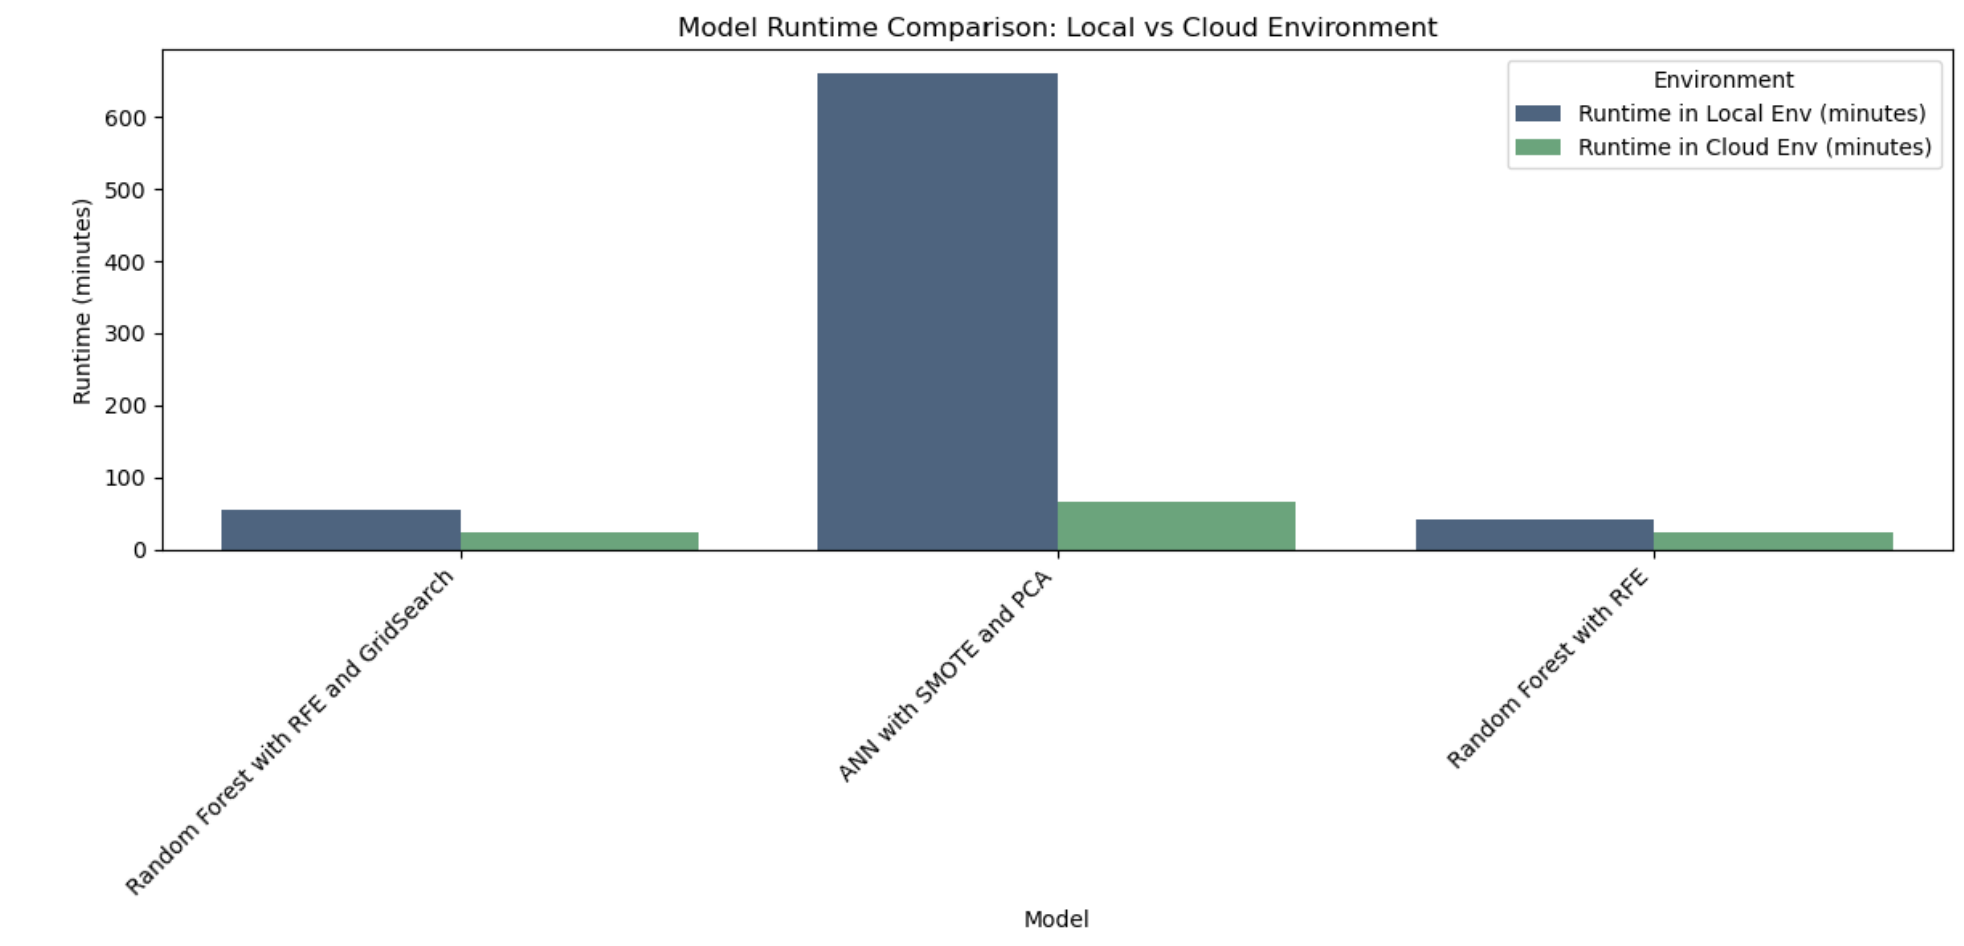 Model Runtime Comparison: Local vs Cloud Environment
Environment
Runtime in Local Env (minutes)
Runtime in Cloud Env (minutes)
Runtime (minutes)
600
500
400
300
200
100
0
Random Forest with RFE and GridSearch
ANN with SMOTE and PCA
Random Forest with RFE
Model